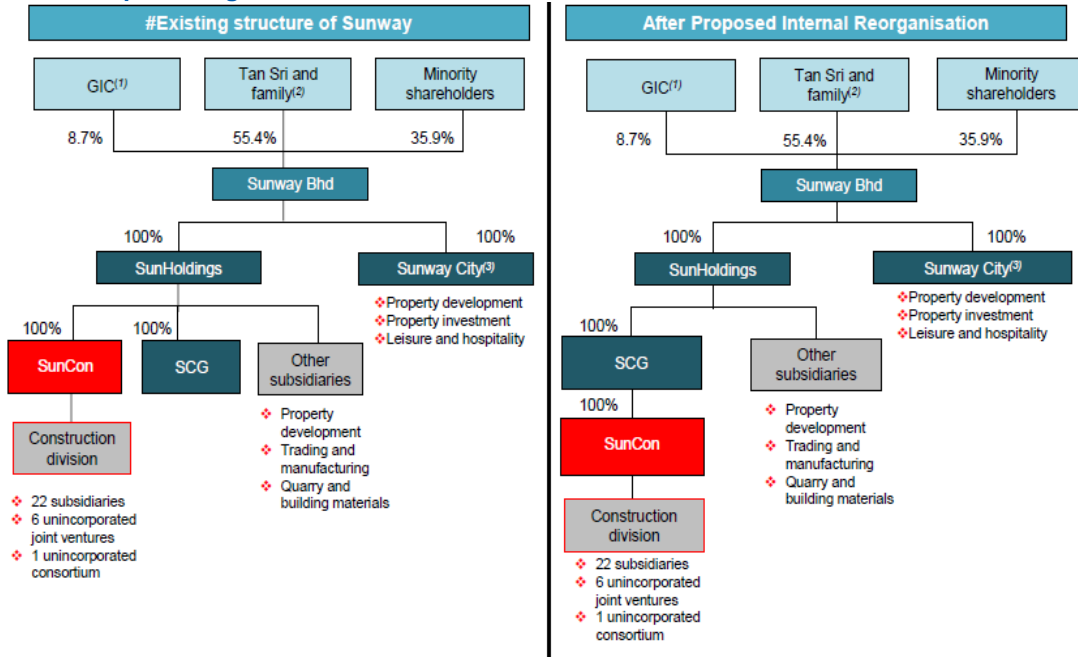 #Existing structure of Sunway
GIC(1)
Tan Sri and
family(2)
Minority
shareholders
8.7%
55.4%
35.9%
Sunway Bhd
100%
100%
SunHoldings
Sunway City(3)
❖Property development
❖Property investment
❖Leisure and hospitality
100%
100%
SunCon
SCG
Other
subsidiaries
Construction
division
❖ Property
development
❖ Trading and
manufacturing
❖ Quarry and
building materials
❖ 22 subsidiaries
❖ 6 unincorporated
joint ventures
❖ 1 unincorporated
consortium
After Proposed Internal Reorganisation
GIC(1)
Tan Sri and
family(2)
Minority
shareholders
8.7%
55.4%
35.9%
Sunway Bhd
100%
100%
SunHoldings
Sunway City(3)
❖Property development
❖Property investment
❖Leisure and hospitality
100%
SCG
Other
subsidiaries
100%
SunCon
❖ Property
development
❖ Trading and
manufacturing
❖ Quarry and
building materials
Construction
division
❖ 22 subsidiaries
❖ 6 unincorporated
joint ventures
❖ 1 unincorporated
consortium